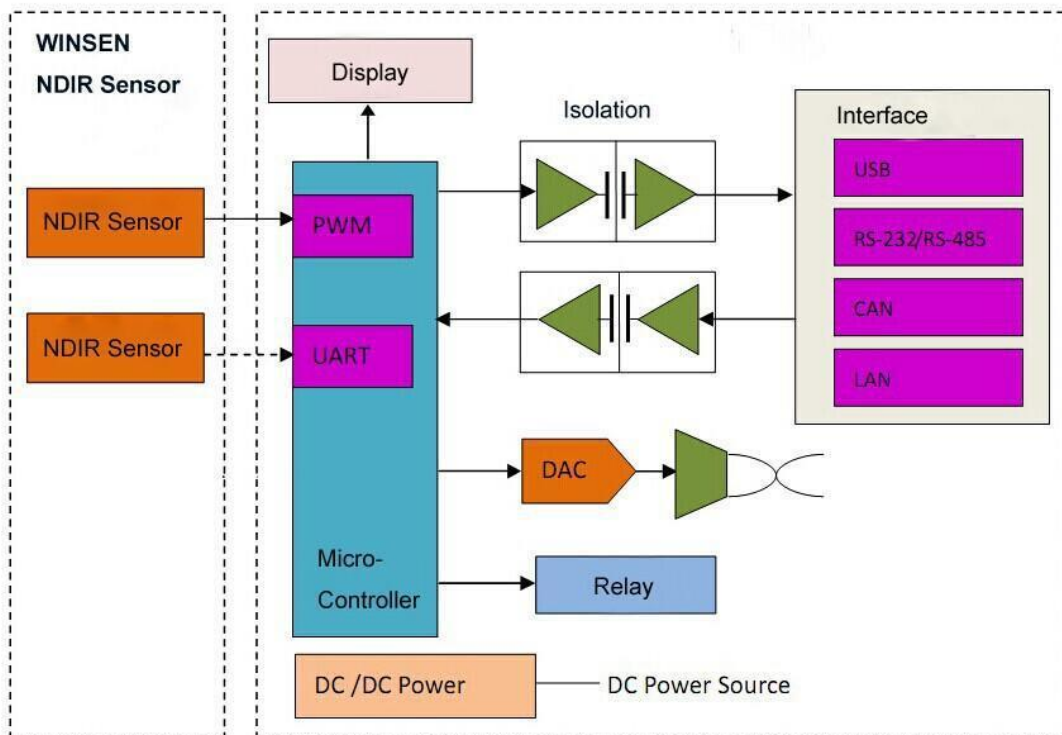 WINSEN
NDIR Sensor
NDIR Sensor
NDIR Sensor
Display
PWM
UART
Micro-
Controller
Isolation
Interface
USB
RS-232/RS-485
CAN
LAN
DAC
Relay
DC /DC Power
DC Power Source